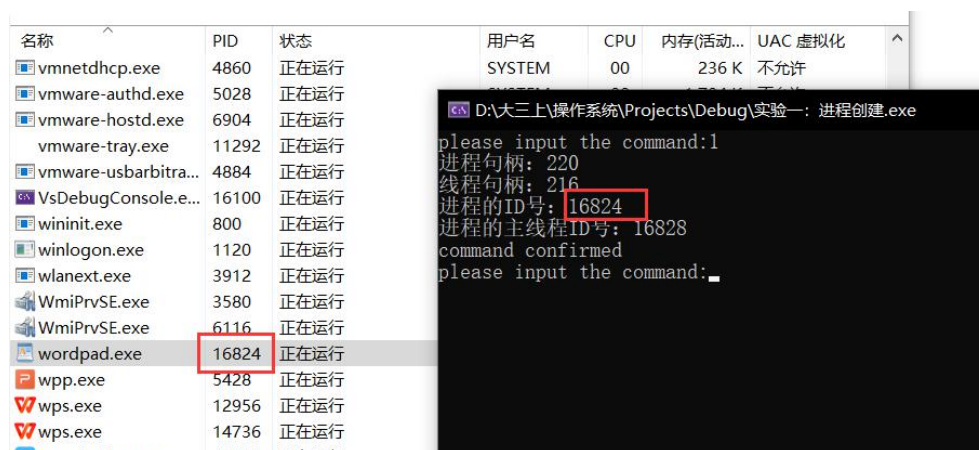 名称 PID 状态 用户名 CPU 内存(活动... UAC 虚拟化
vmnetdhcp.exe 4860 正在运行 SYSTEM 00 236 K 不允许
vmware-authd.exe 5028 正在运行
vmware-hostd.exe 6904 正在运行
vmware-tray.exe 11292 正在运行
vmware-usbarbitra... 4884 正在运行
VsDebugConsole.e... 16100 正在运行
wininit.exe 800 正在运行
winlogon.exe 1120 正在运行
wlanext.exe 3912 正在运行
WmiPrvSE.exe 3580 正在运行
WmiPrvSE.exe 6116 正在运行
wordpad.exe 16824 正在运行
wpp.exe 5428 正在运行
wps.exe 12956 正在运行
wps.exe 14736 正在运行
D:\大三上\操作系统\Projects\Debug\实验一：进程创建.exe
please input the command:1
进程句柄：220
线程句柄：216
进程的ID号：16824
进程的主线程ID号：16828
command confirmed
please input the command: